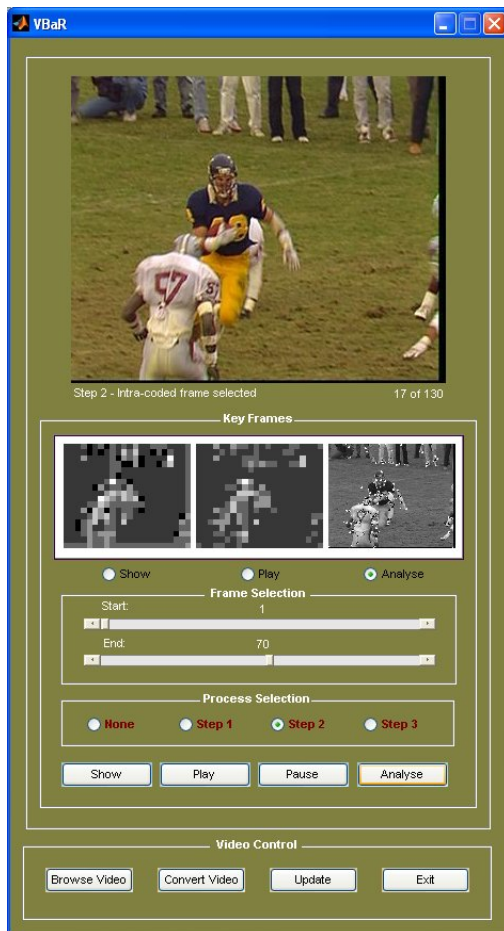 VBaR
48
57
Step 2 - Intra-coded frame selected 17 of 130
Key Frames
Show Play Analyse
Frame Selection
Start: 1
End: 70
Process Selection
None Step 1 Step 2 Step 3
Show Play Pause Analyse
Video Control
Browse Video Convert Video Update Exit